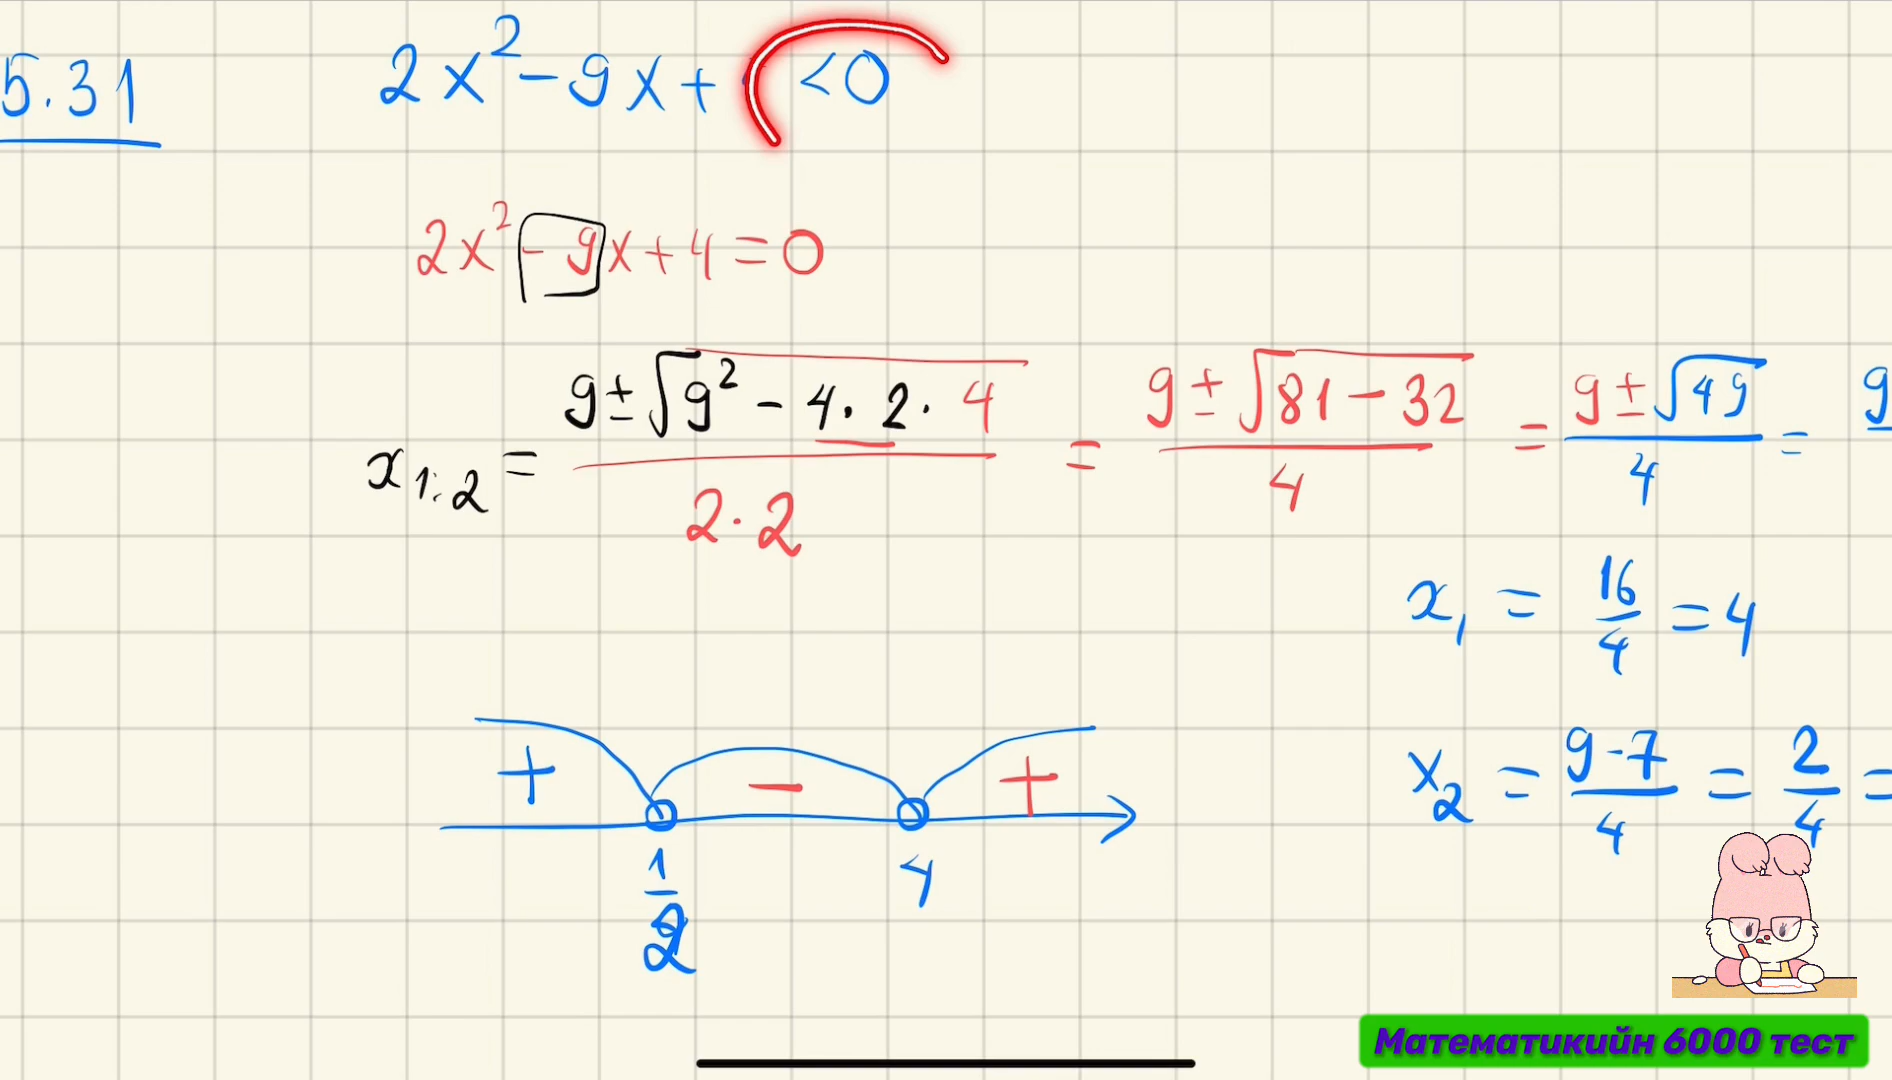 5.31
2x² - 9x + < 0
2x² - 9x + 4 = 0
x₁.₂ = (9 ± √(9² - 4 · 2 · 4)) / (2 · 2) = (9 ± √(81 - 32)) / 4 = (9 ± √49) / 4 = 9
x₁ = 16/4 = 4
x₂ = (9 - 7)/4 = 2/4 =
+ - +
1/2 4
Математикийн 6000 тест